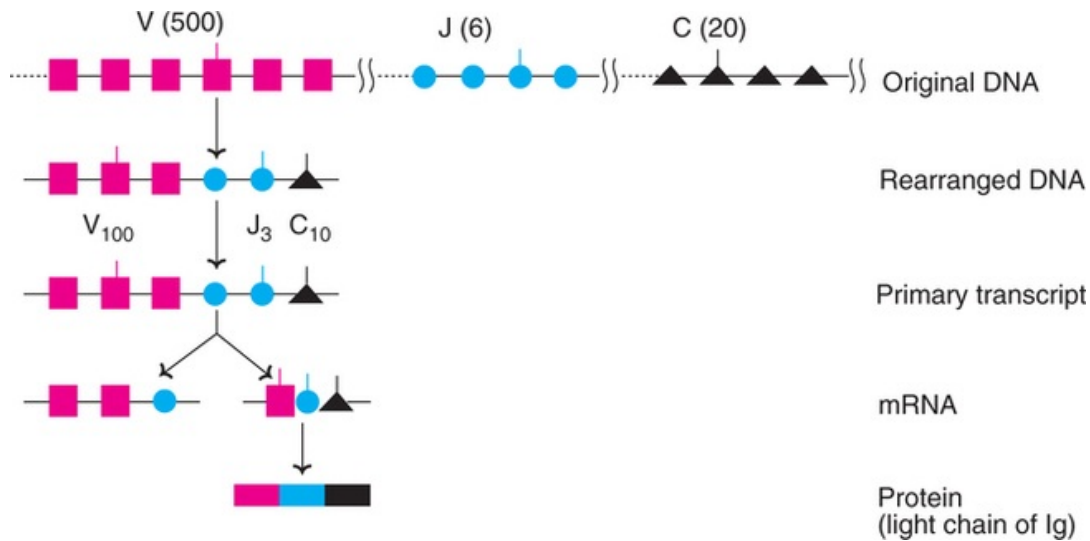 V (500)
J (6)
C (20)
Original DNA
Rearranged DNA
V₁₀₀
J₃
C₁₀
Primary transcript
mRNA
Protein
(light chain of Ig)